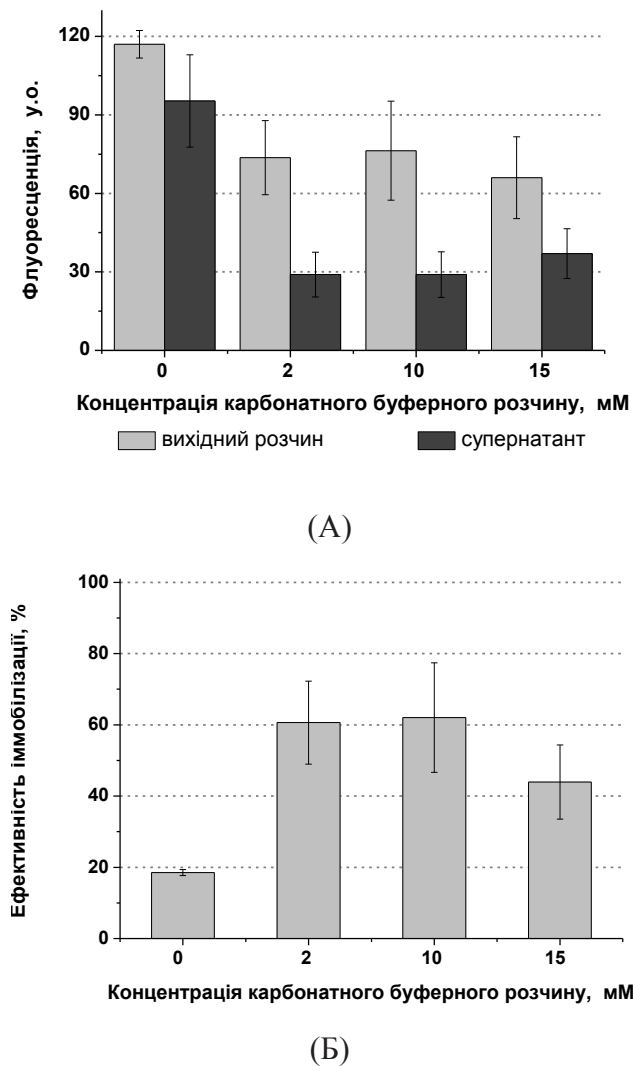 120
90
60
30
0
Флуоресценція, у.о.
0 2 10 15
Концентрація карбонатного буферного розчину, мМ
вихідний розчин супернатант
(А)
100
80
60
40
20
0
Ефективність іммобілізації, %
0 2 10 15
Концентрація карбонатного буферного розчину, мМ
(Б)